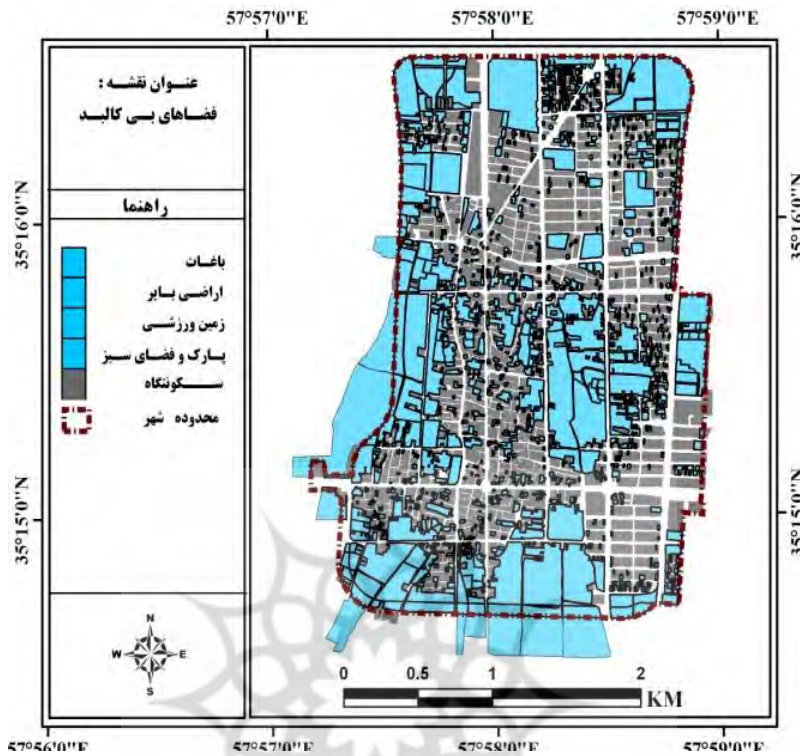 57°57'0"E 57°58'0"E 57°59'0"E
عنوان نقشه :
فضاهای بی کالبد
راهنما
باغات
اراضی بایر
زمین ورزشی
پارک و فضای سبز
سکونتگاه
محدوده شهر
35°16'0"N
35°15'0"N
35°16'0"N
35°15'0"N
N
W E
S
0 0.5 1 2
KM
57°56'0"E 57°57'0"E 57°58'0"E 57°50'0"E